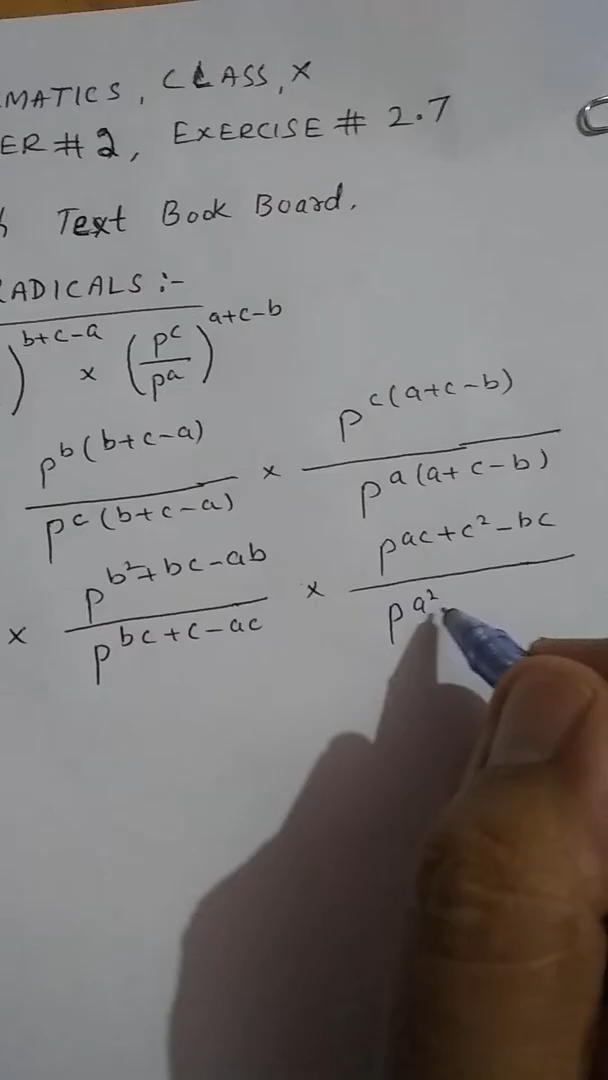 MATICS, CLASS, X
ER # 2, EXERCISE # 2.7
Text Book Board.
ADICALS :-
)^{b+c-a} × (p^c/p^a)^{a+c-b}
p^{b(b+c-a)}/p^{c(b+c-a)} × p^{c(a+c-b)}/p^{a(a+c-b)}
× p^{b²+bc-ab}/p^{bc+c-ac} × p^{ac+c²-bc}/p^{a²}